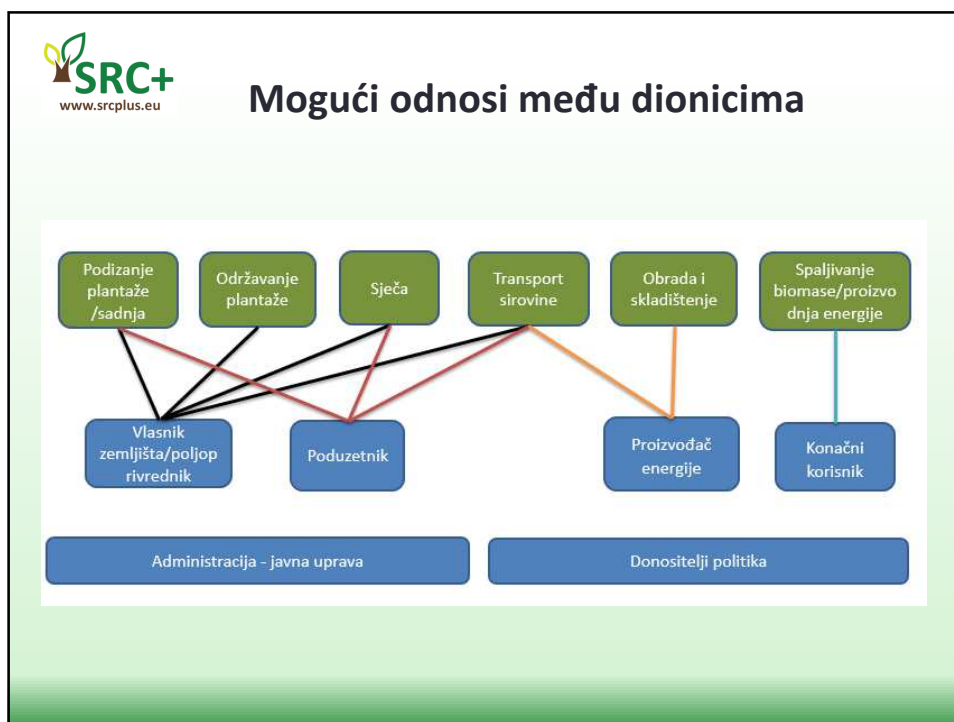 SRC+
www.srcplus.eu
Mogući odnosi među dionicima
Podizanje
plantaže
/sadnja
Održavanje
plantaže
Sječa
Transport
sirovine
Obrada i
skladištenje
Spaljivanje
biomase/proizvo
dnja energije
Vlasnik
zemljišta/poljop
rivrednik
Poduzetnik
Proizvođač
energije
Konačni
korisnik
Administracija - javna uprava
Donositelji politika